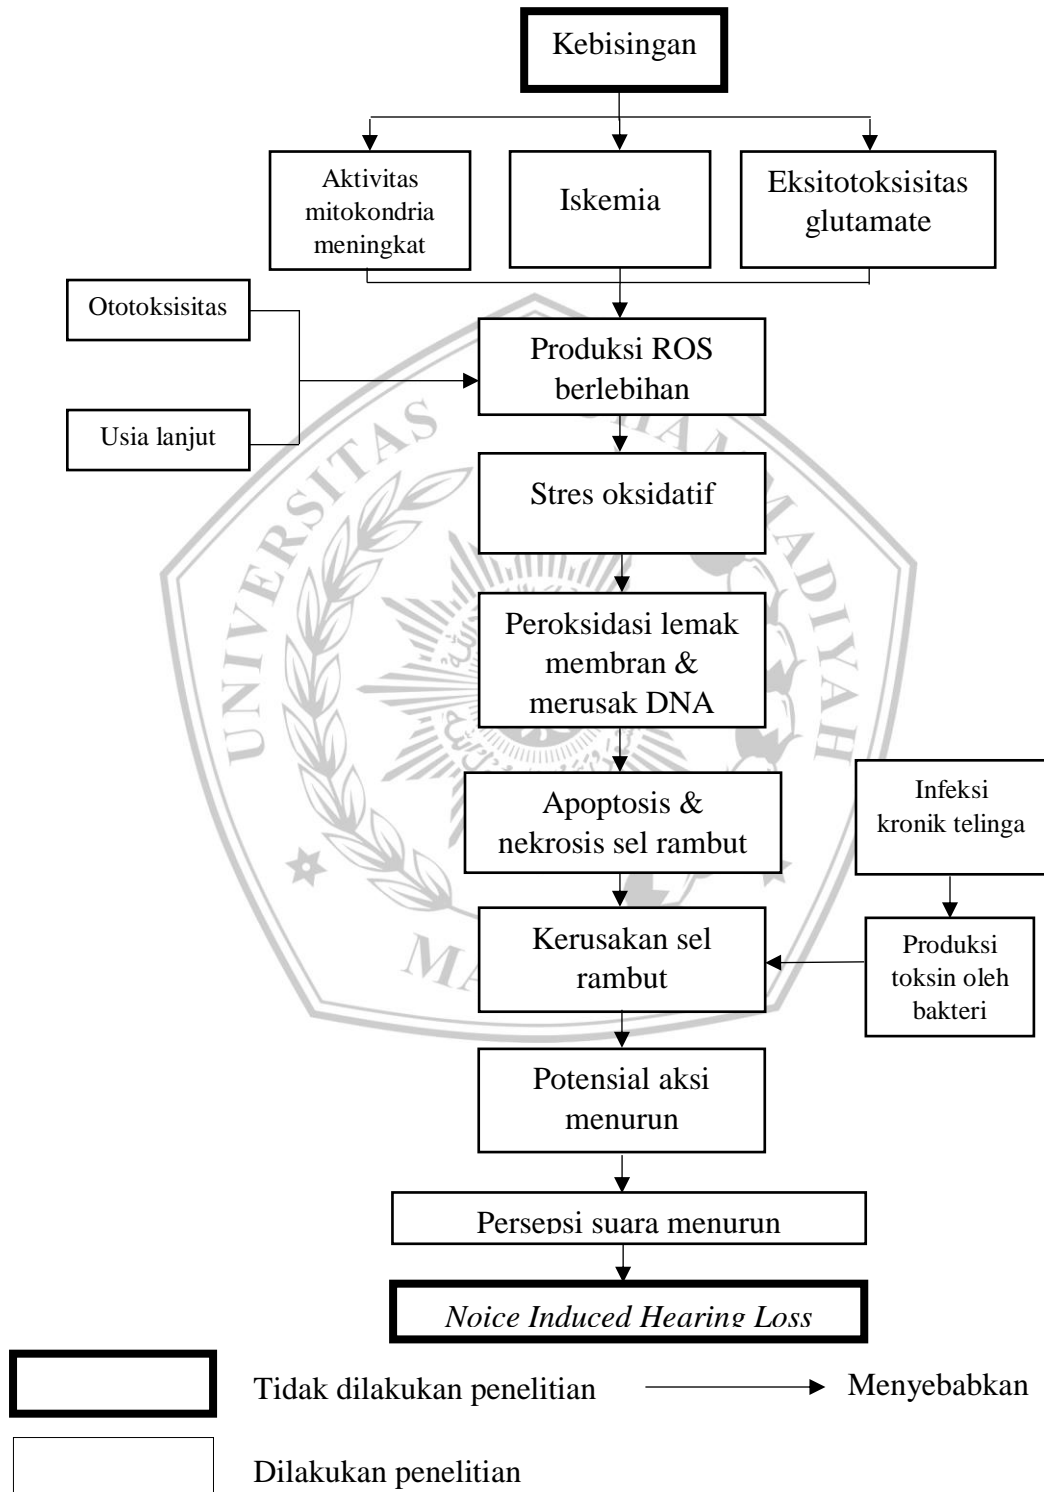 Kebisingan
Aktivitas
mitokondria
meningkat
Iskemia
Eksitotoksisitas
glutamate
Ototoksisitas
Usia lanjut
Produksi ROS
berlebihan
Stres oksidatif
Peroksidasi lemak
membran &
merusak DNA
Apoptosis &
nekrosis sel rambut
Infeksi
kronik telinga
Kerusakan sel
rambut
Produksi
toksin oleh
bakteri
Potensial aksi
menurun
Persepsi suara menurun
Noice Induced Hearing Loss
Tidak dilakukan penelitian
Menyebabkan
Dilakukan penelitian
UNIVERSITAS